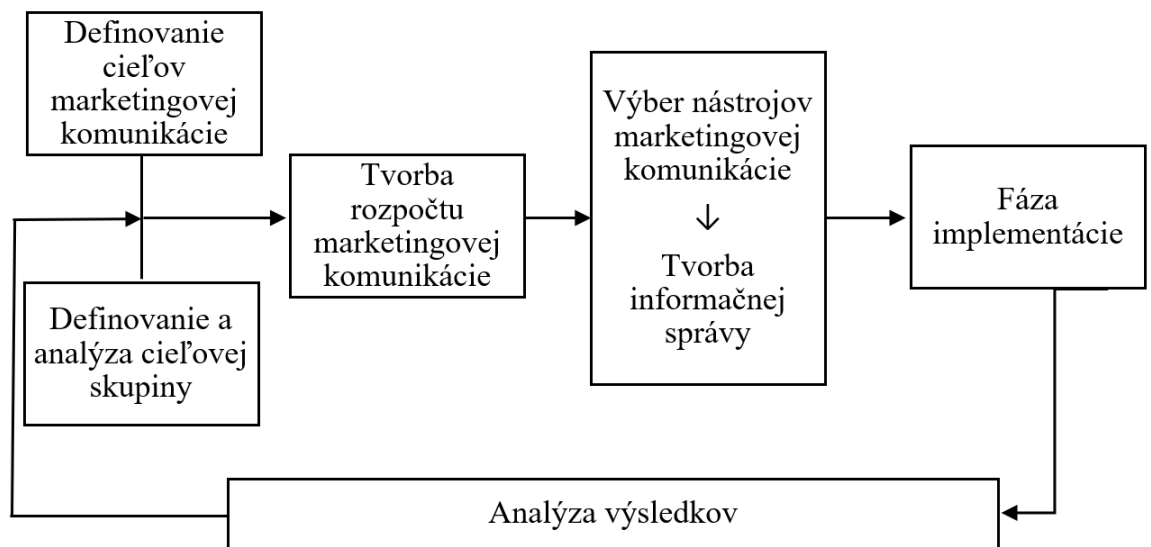 Definovanie
cieľov
marketingovej
komunikácie
Definovanie a
analýza cieľovej
skupiny
Tvorba
rozpočtu
marketingovej
komunikácie
Výber nástrojov
marketingovej
komunikácie
Tvorba
informačnej
správy
Fáza
implementácie
Analýza výsledkov